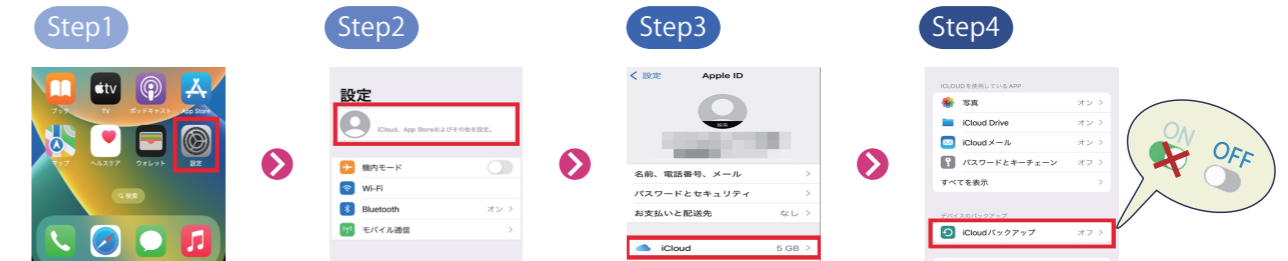 Step1
Step2
Step3
Step4
ブック
tv
TV
ポッドキャスト
App Store
マップ
ヘルスケア
ウォレット
設定
検索
設定
iCloud、App Storeおよびその他を設定。
機内モード
Wi-Fi
Bluetooth
オン
モバイル通信
設定
Apple ID
名前、電話番号、メール
パスワードとセキュリティ
お支払いと配送先
なし
iCloud
5 GB
ICLOUDを使用しているAPP
写真
オン
iCloud Drive
オン
iCloudメール
オン
パスワードとキーチェーン
オフ
すべてを表示
デバイスのバックアップ
iCloudバックアップ
オフ
ON
OFF